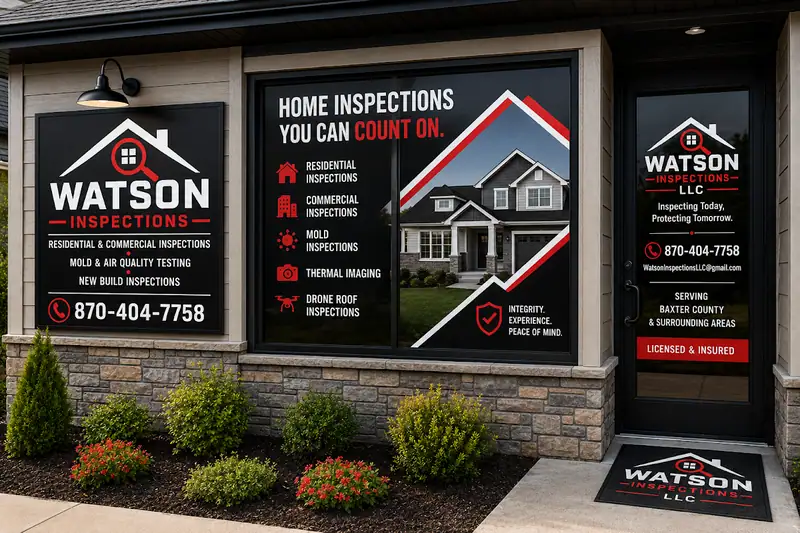 WATSON
INSPECTIONS
RESIDENTIAL & COMMERCIAL INSPECTIONS
MOLD & AIR QUALITY TESTING
NEW BUILD INSPECTIONS
870-404-7758
HOME INSPECTIONS
YOU CAN COUNT ON.
RESIDENTIAL
INSPECTIONS
COMMERCIAL
INSPECTIONS
MOLD
INSPECTIONS
THERMAL IMAGING
DRONE ROOF
INSPECTIONS
INTEGRITY.
EXPERIENCE.
PEACE OF MIND.
WATSON
INSPECTIONS
LLC
Inspecting Today,
Protecting Tomorrow.
870-404-7758
WatsonInspectionsLLC@gmail.com
SERVING
BAXTER COUNTY
& SURROUNDING AREAS
LICENSED & INSURED
WATSON
INSPECTIONS
LLC